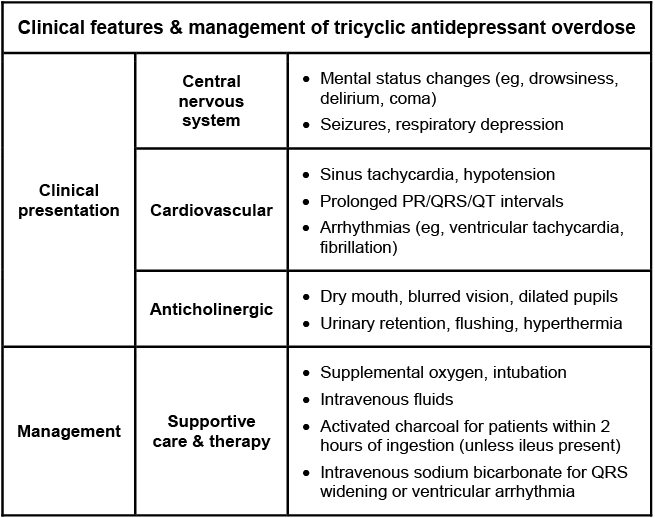 Clinical features & management of tricyclic antidepressant overdose
Clinical
presentation
Central
nervous
system
• Mental status changes (eg, drowsiness,
delirium, coma)
• Seizures, respiratory depression
Cardiovascular
• Sinus tachycardia, hypotension
• Prolonged PR/QRS/QT intervals
• Arrhythmias (eg, ventricular tachycardia,
fibrillation)
Anticholinergic
• Dry mouth, blurred vision, dilated pupils
• Urinary retention, flushing, hyperthermia
Management
Supportive
care & therapy
• Supplemental oxygen, intubation
• Intravenous fluids
• Activated charcoal for patients within 2
hours of ingestion (unless ileus present)
• Intravenous sodium bicarbonate for QRS
widening or ventricular arrhythmia